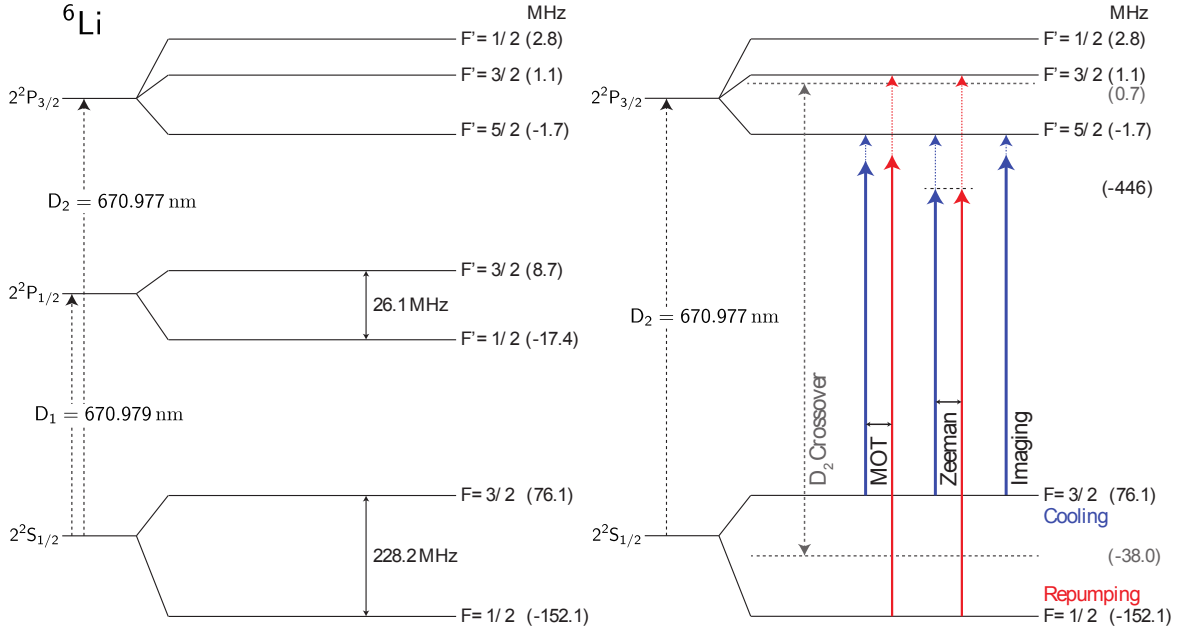 ⁶Li
MHz
F'= 1/2 (2.8)
F'= 3/2 (1.1)
2²P₃/₂
F'= 5/2 (-1.7)
D₂ = 670.977 nm
F'= 3/2 (8.7)
2²P₁/₂
26.1 MHz
F'= 1/2 (-17.4)
D₁ = 670.979 nm
F= 3/2 (76.1)
2²S₁/₂
228.2 MHz
F= 1/2 (-152.1)
MHz
F'= 1/2 (2.8)
F'= 3/2 (1.1)
(0.7)
2²P₃/₂
F'= 5/2 (-1.7)
(-446)
D₂ = 670.977 nm
D₂ Crossover
MOT
Zeeman
Imaging
F= 3/2 (76.1)
Cooling
2²S₁/₂
(-38.0)
Repumping
F= 1/2 (-152.1)